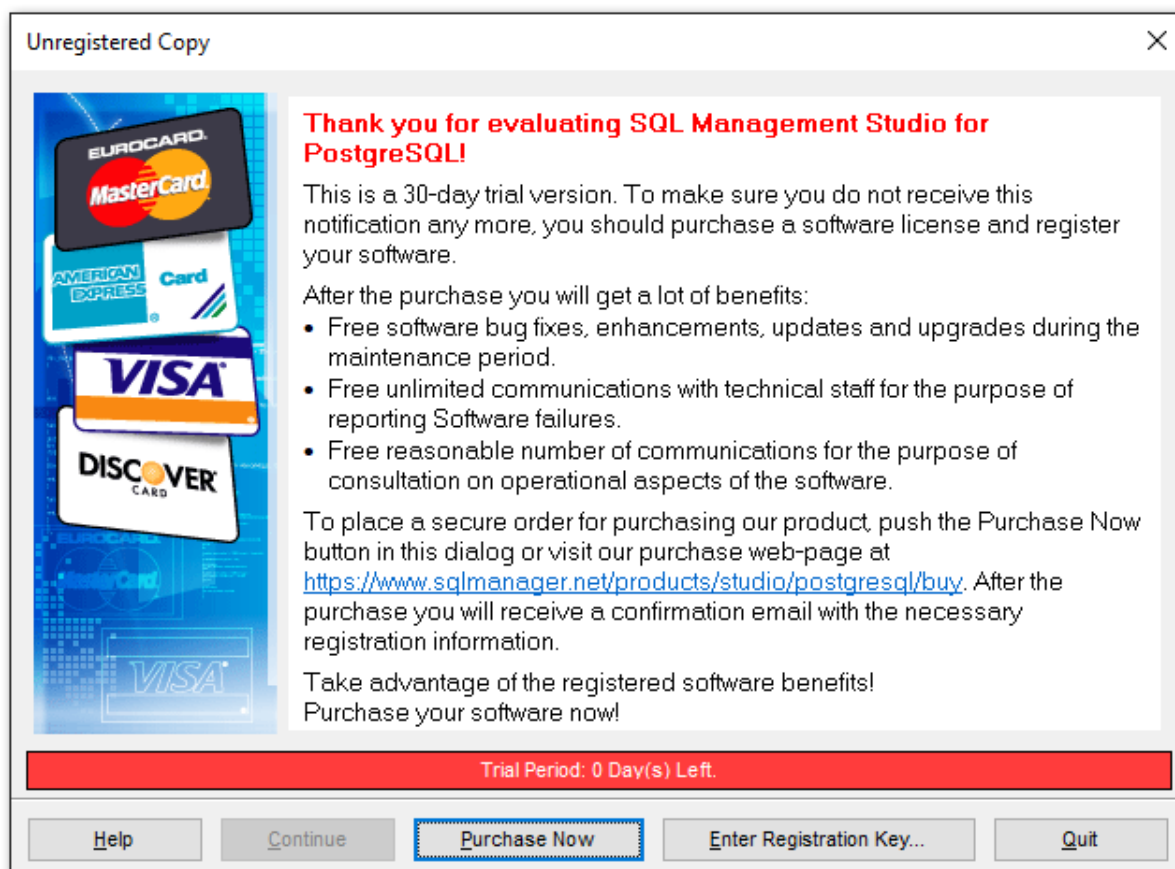 Unregistered Copy
EUROCARD.
MasterCard
AMERICAN EXPRESS
Card
VISA
DISCOVER
CARD
EUROCARD
MasterCard
VISA
Thank you for evaluating SQL Management Studio for
PostgreSQL!
This is a 30-day trial version. To make sure you do not receive this
notification any more, you should purchase a software license and register
your software.
After the purchase you will get a lot of benefits:
• Free software bug fixes, enhancements, updates and upgrades during the
maintenance period.
• Free unlimited communications with technical staff for the purpose of
reporting Software failures.
• Free reasonable number of communications for the purpose of
consultation on operational aspects of the software.
To place a secure order for purchasing our product, push the Purchase Now
button in this dialog or visit our purchase web-page at
https://www.sqlmanager.net/products/studio/postgresql/buy. After the
purchase you will receive a confirmation email with the necessary
registration information.
Take advantage of the registered software benefits!
Purchase your software now!
Trial Period: 0 Day(s) Left.
Help
Continue
Purchase Now
Enter Registration Key...
Quit